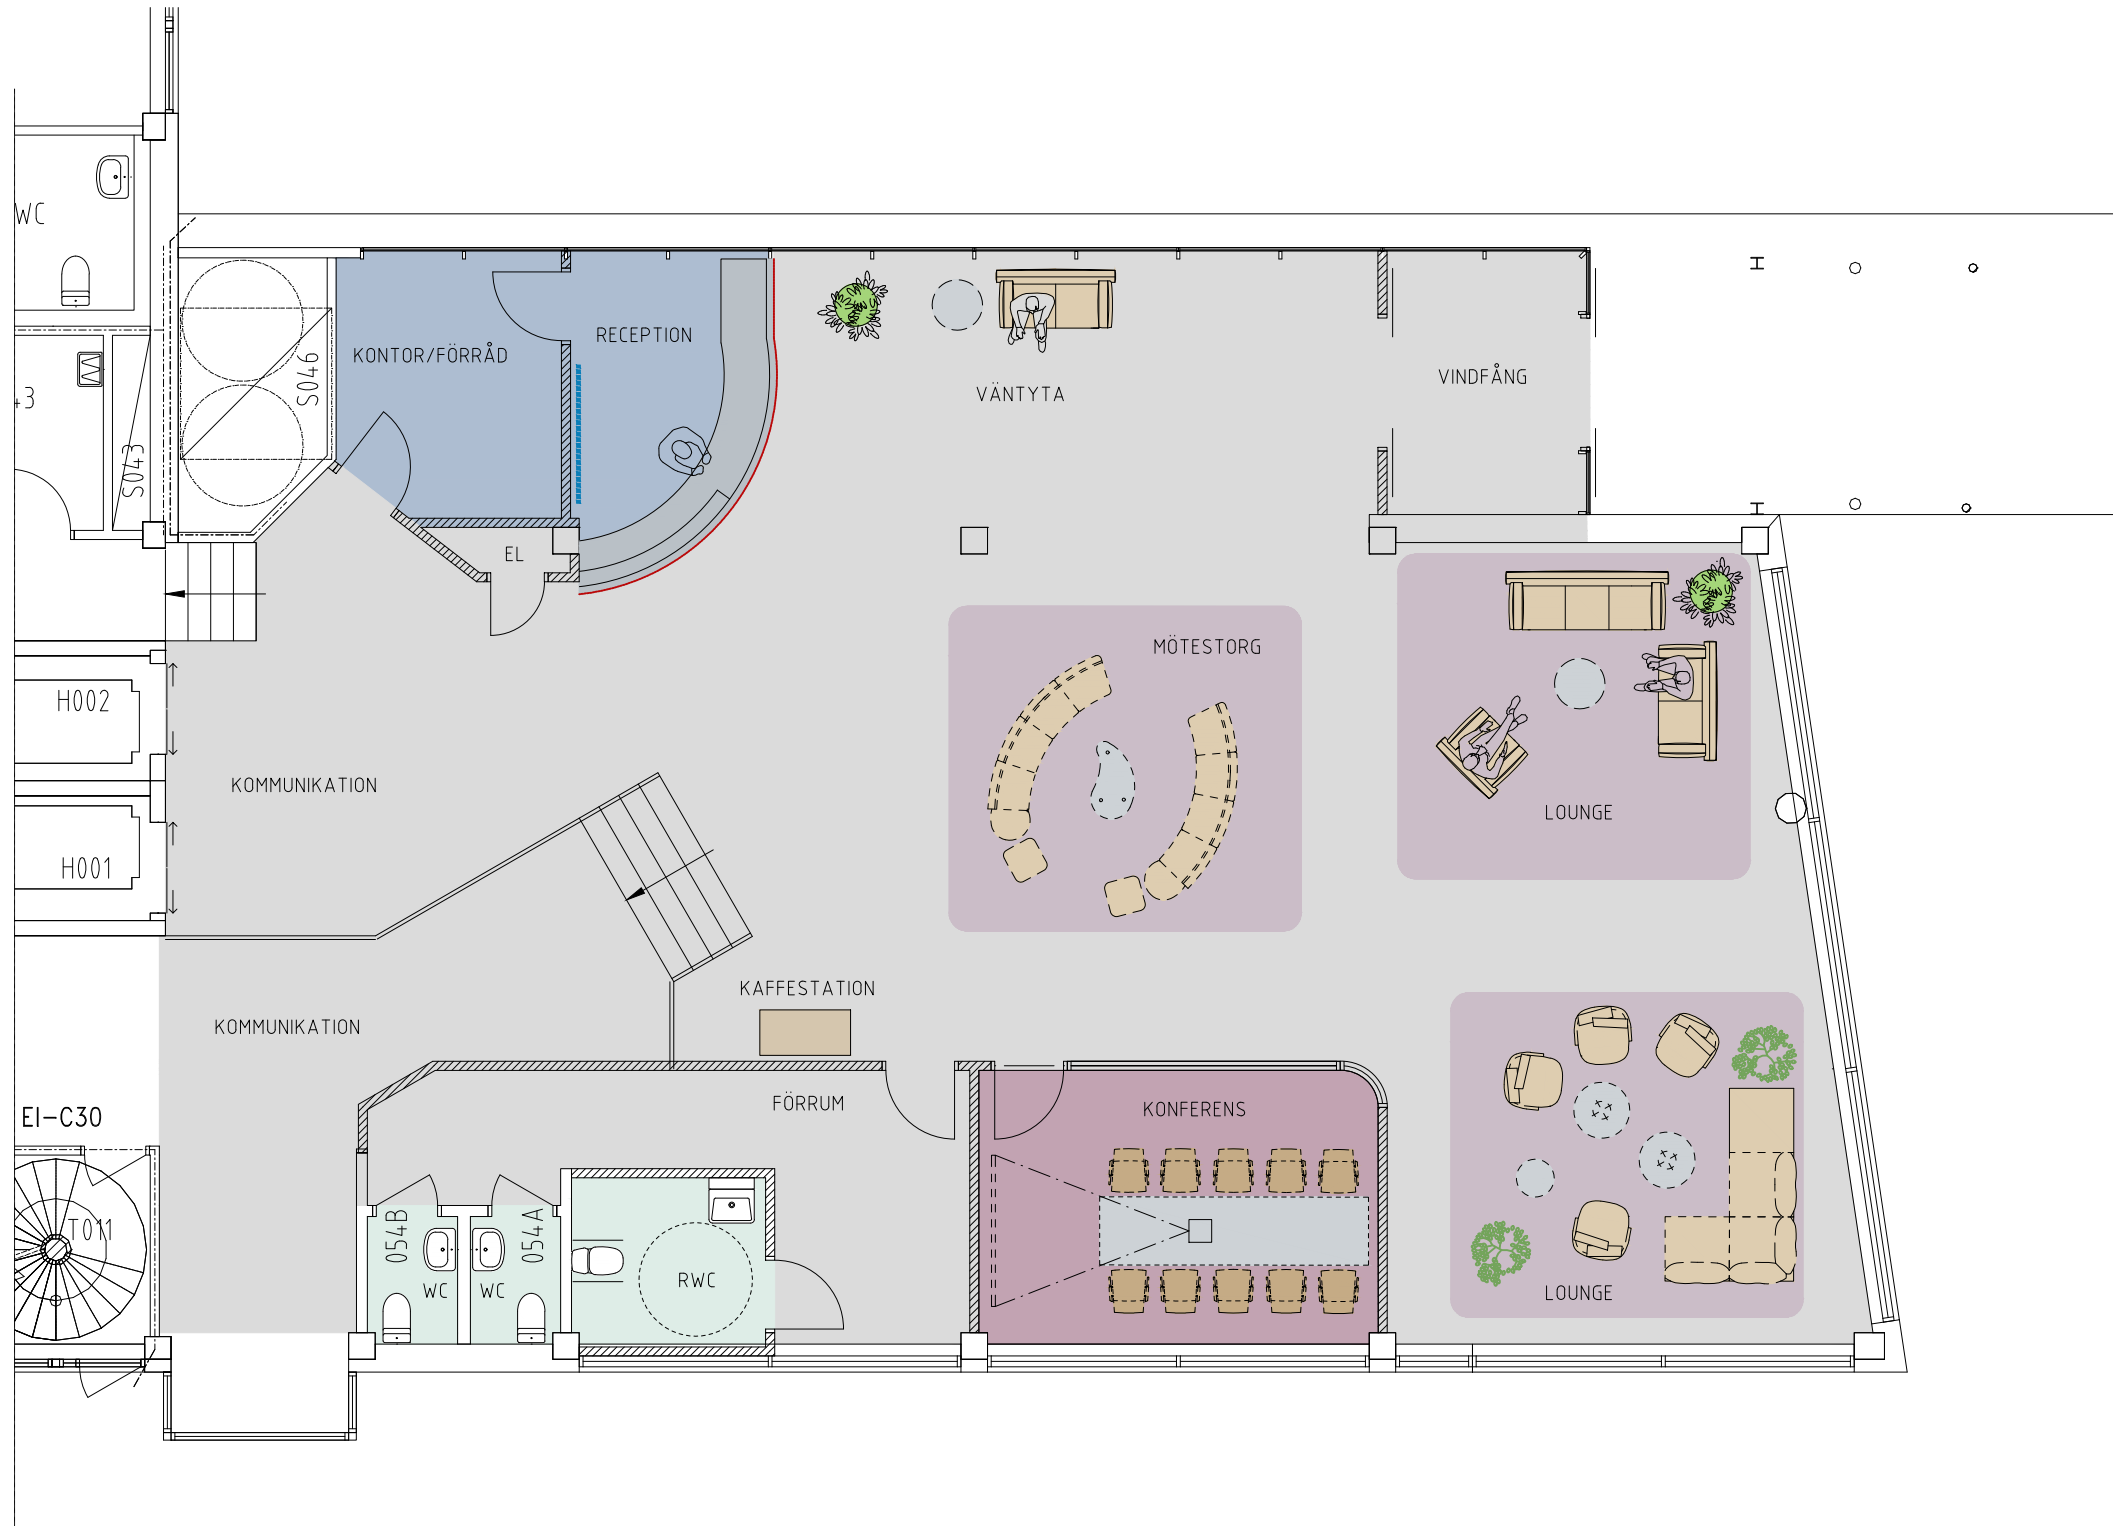 WC
RECEPTION
KONTOR/FÖRRÅD
S046
VINDFÅNG
VÄNTYTA
43
S043
EL
MÖTESTORG
H002
KOMMUNIKATION
LOUNGE
H001
KAFFESTATION
KOMMUNIKATION
FÖRRUM
KONFERENS
EI-C30
T011
054B
054A
WC
WC
RWC
LOUNGE